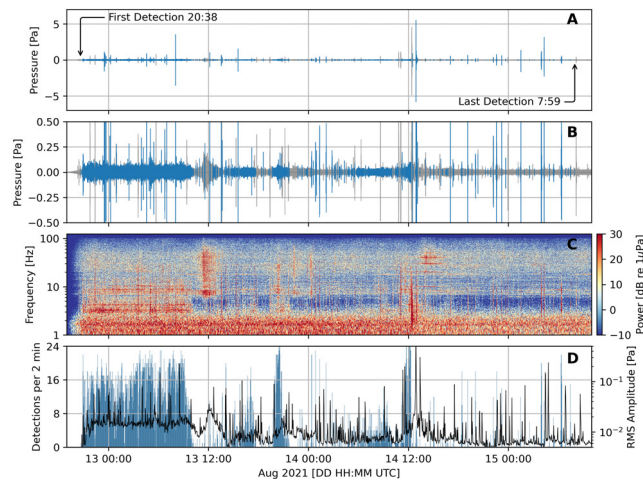 First Detection 20:38
A
5
0
−5
Pressure [Pa]
Last Detection 7:59
B
0.50
0.25
0.00
−0.25
−0.50
Pressure [Pa]
C
100
10
1
Frequency [Hz]
30
20
10
0
−10
Power [dB re 1μPa]
D
24
16
8
0
Detections per 2 min
10⁻¹
10⁻²
RMS Amplitude [Pa]
13 00:00 13 12:00 14 00:00 14 12:00 15 00:00
Aug 2021 [DD HH:MM UTC]